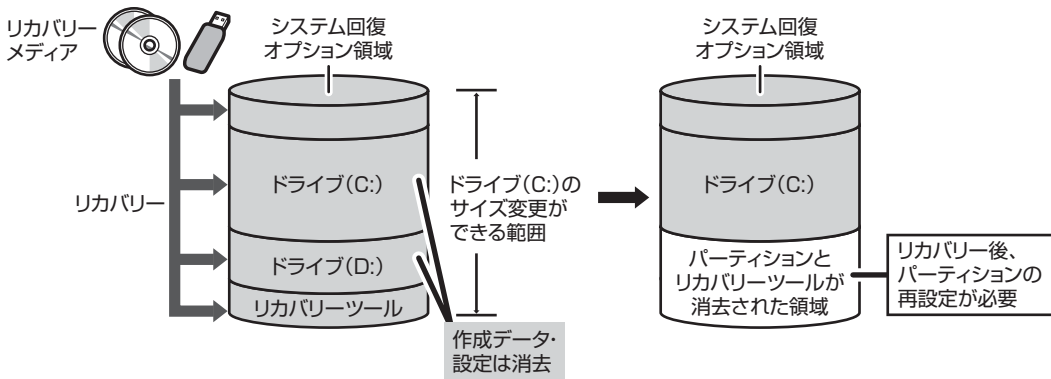 リカバリー
メディア
システム回復
オプション領域
リカバリー
ドライブ(C:)
ドライブ(D:)
リカバリーツール
ドライブ(C:)の
サイズ変更が
できる範囲
作成データ・
設定は消去
システム回復
オプション領域
ドライブ(C:)
パーティションと
リカバリーツールが
消去された領域
リカバリー後、
パーティションの
再設定が必要